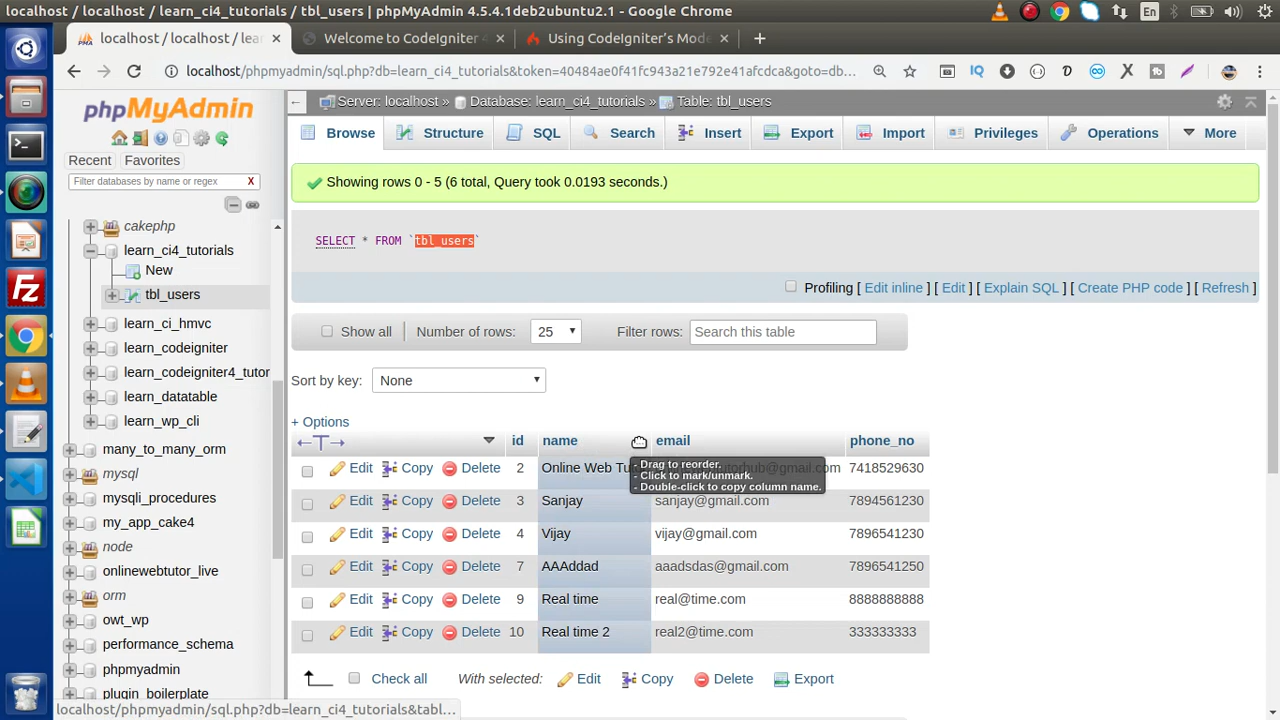 localhost / localhost / learn_ci4_tutorials / tbl_users | phpMyAdmin 4.5.4.1deb2ubuntu2.1 - Google Chrome
En
localhost / localhost / lear
Welcome to CodeIgniter
Using CodeIgniter's Mode
localhost/phpmyadmin/sql.php?db=learn_ci4_tutorials&token=40484ae0f41fc943a21e792e41afcdca&goto=db...
phpMyAdmin
Recent Favorites
Filter databases by name or regex X
cakephp
learn_ci4_tutorials
New
tbl_users
learn_ci_hmvc
learn_codeigniter
learn_codeigniter4_tutor
learn_datatable
learn_wp_cli
many_to_many_orm
mysql
mysqli_procedures
my_app_cake4
node
onlinewebtutor_live
orm
owt_wp
performance_schema
phpmyadmin
plugin_boilerplate
localhost/phpmyadmin/sql.php?db=learn_ci4_tutorials&tabl...
Server: localhost » Database: learn_ci4_tutorials » Table: tbl_users
Browse Structure SQL Search Insert Export Import Privileges Operations More
Showing rows 0 - 5 (6 total, Query took 0.0193 seconds.)
SELECT * FROM `tbl_users`
Profiling [ Edit inline ] [ Edit ] [ Explain SQL ] [ Create PHP code ] [ Refresh ]
Show all Number of rows: 25 Filter rows: Search this table
Sort by key: None
+ Options
id name email phone_no
- Drag to reorder.
- Click to mark/unmark.
- Double-click to copy column name.
Edit Copy Delete 2 Online Web 7418529630
Edit Copy Delete 3 Sanjay sanjay@gmail.com 7894561230
Edit Copy Delete 4 Vijay vijay@gmail.com 7896541230
Edit Copy Delete 7 AAAddad aaadsdas@gmail.com 7896541250
Edit Copy Delete 9 Real time real@time.com 8888888888
Edit Copy Delete 10 Real time 2 real2@time.com 333333333
Check all With selected: Edit Copy Delete Export